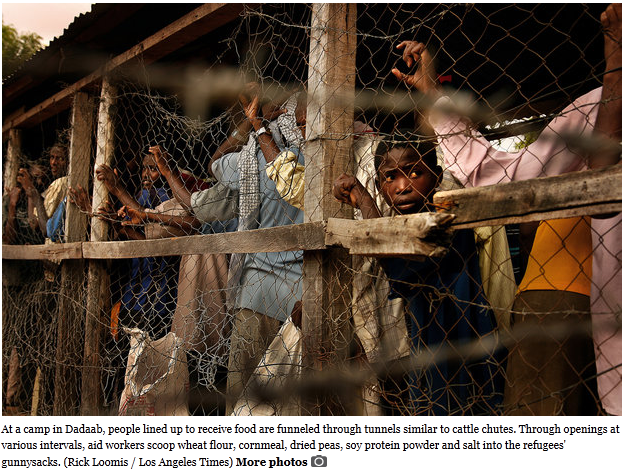 At a camp in Dadaab, people lined up to receive food are funneled through tunnels similar to cattle chutes. Through openings at
various intervals, aid workers scoop wheat flour, cornmeal, dried peas, soy protein powder and salt into the refugees'
gunnysacks. (Rick Loomis / Los Angeles Times) More photos